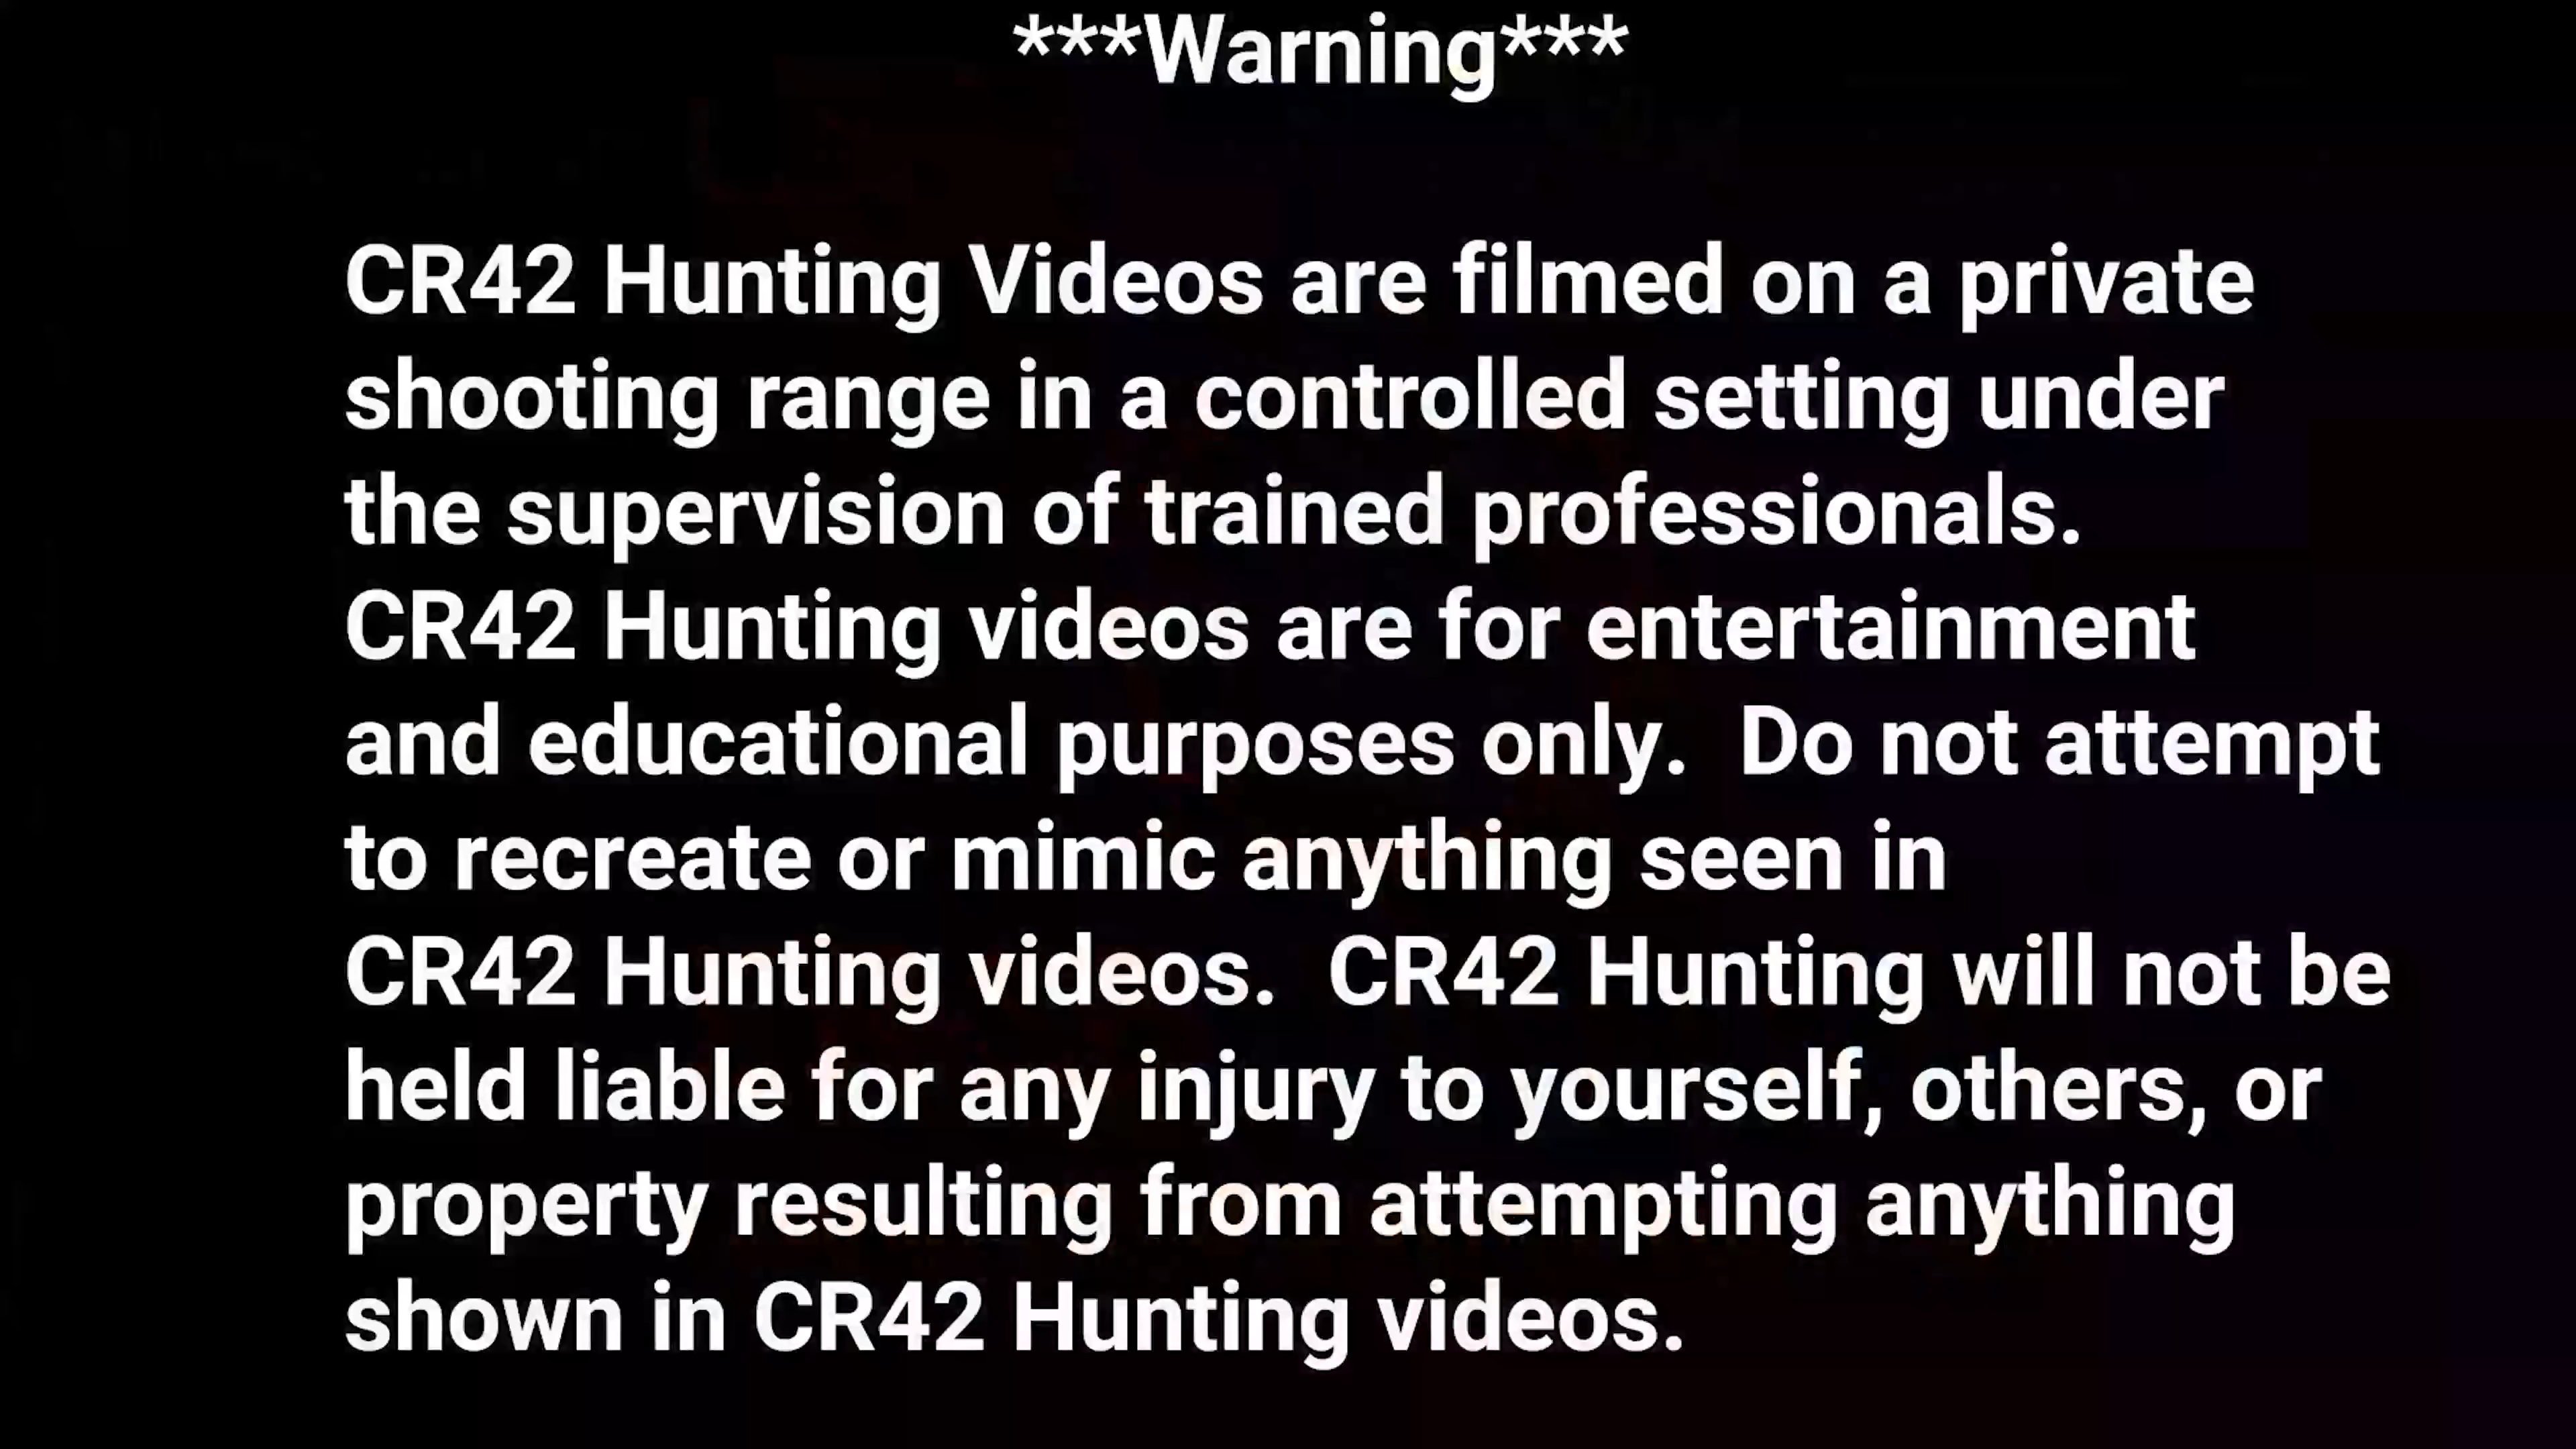 ***Warning***
CR42 Hunting Videos are filmed on a private
shooting range in a controlled setting under
the supervision of trained professionals.
CR42 Hunting videos are for entertainment
and educational purposes only.  Do not attempt
to recreate or mimic anything seen in
CR42 Hunting videos.  CR42 Hunting will not be
held liable for any injury to yourself, others, or
property resulting from attempting anything
shown in CR42 Hunting videos.